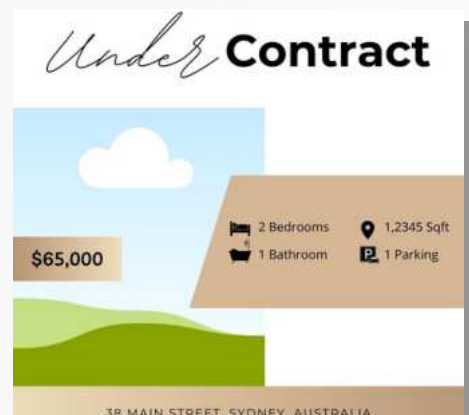 Under Contract
2 Bedrooms
1,2345 Sqft
1 Bathroom
1 Parking
$65,000
38 MAIN STREET, SYDNEY, AUSTRALIA